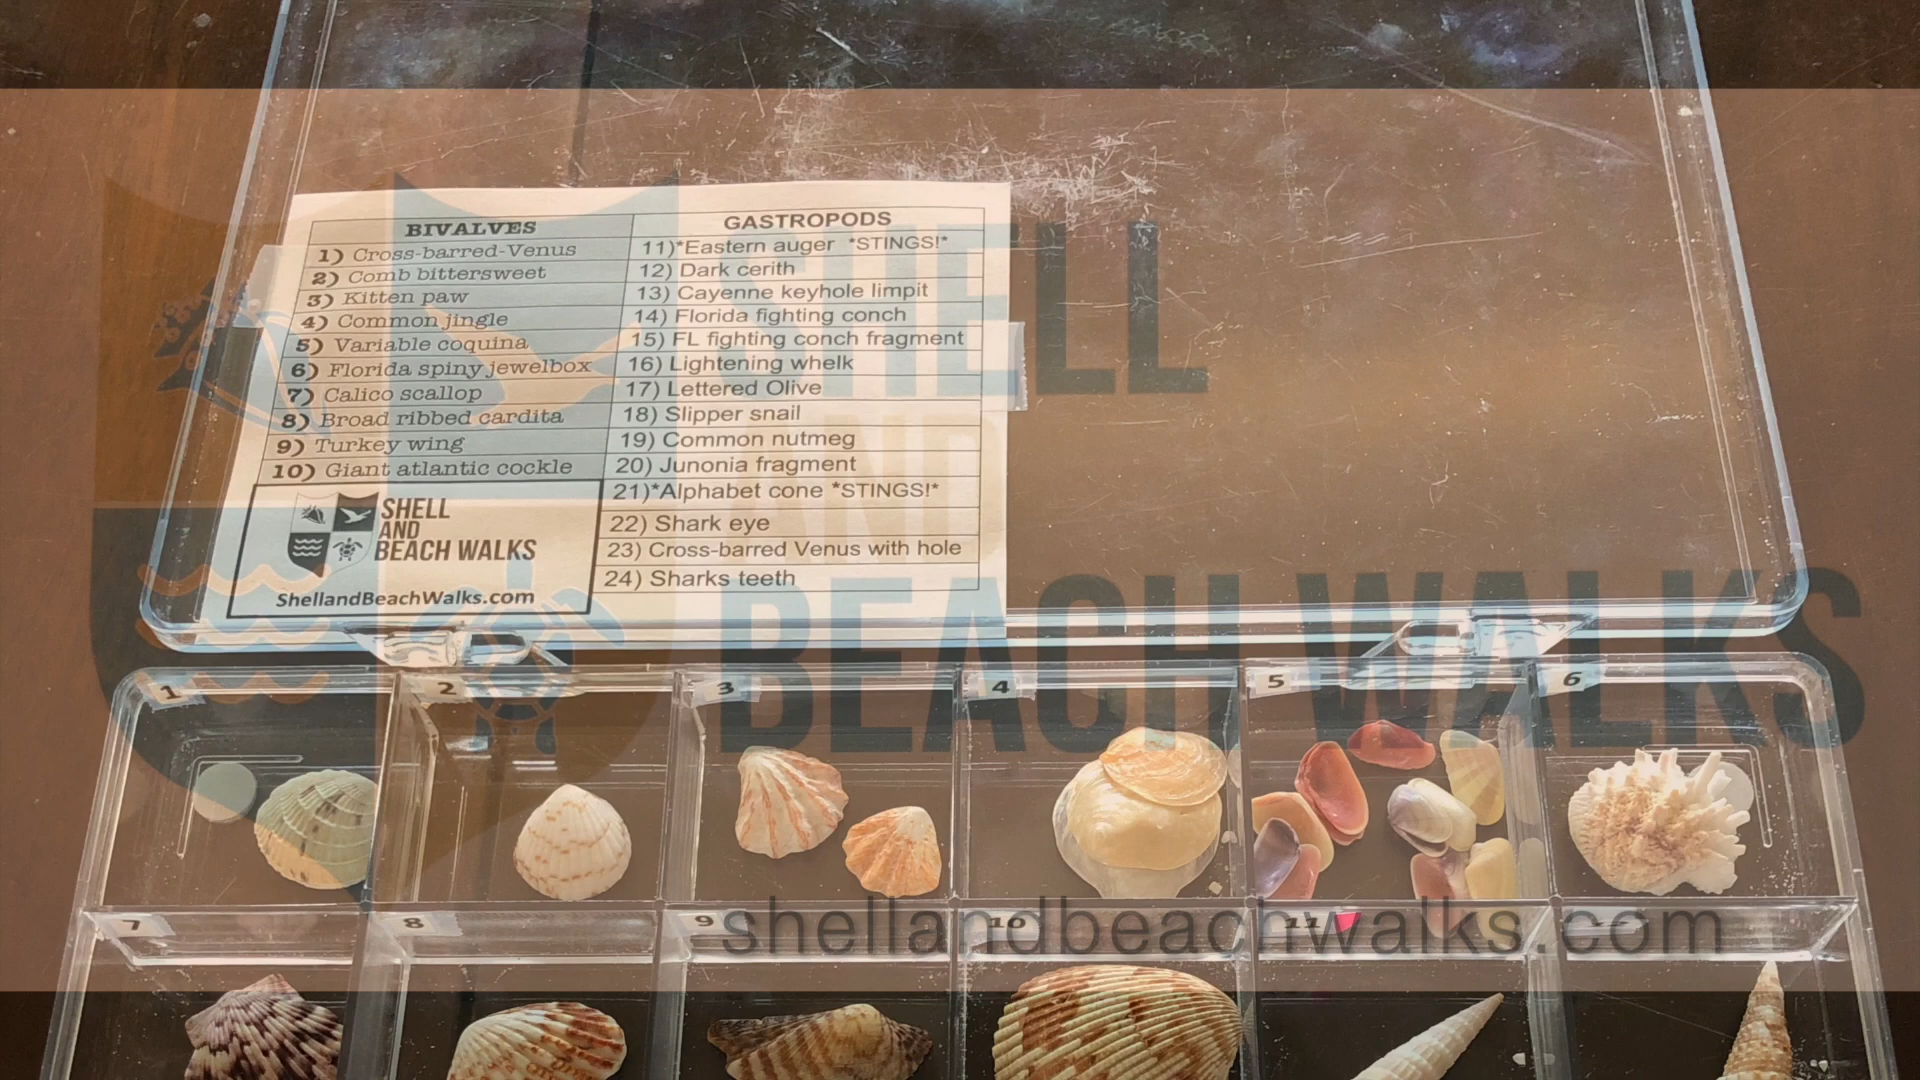 BIVALVES
1) Cross-barred-Venus
2) Comb bittersweet
3) Kitten paw
4) Common jingle
5) Variable coquina
6) Florida spiny jewelbox
7) Calico scallop
8) Broad ribbed cardita
9) Turkey wing
10) Giant atlantic cockle
GASTROPODS
11)*Eastern auger *STINGS!*
12) Dark cerith
13) Cayenne keyhole limpit
14) Florida fighting conch
15) FL fighting conch fragment
16) Lightening whelk
17) Lettered Olive
18) Slipper snail
19) Common nutmeg
20) Junonia fragment
21)*Alphabet cone *STINGS!*
22) Shark eye
23) Cross-barred Venus with hole
24) Sharks teeth
SHELL
AND
BEACH WALKS
ShellandBeachWalks.com
SHELL
AND
BEACH WALKS
shellandbeachwalks.com
1 2 3 4 5 6
7 8 9 10 11